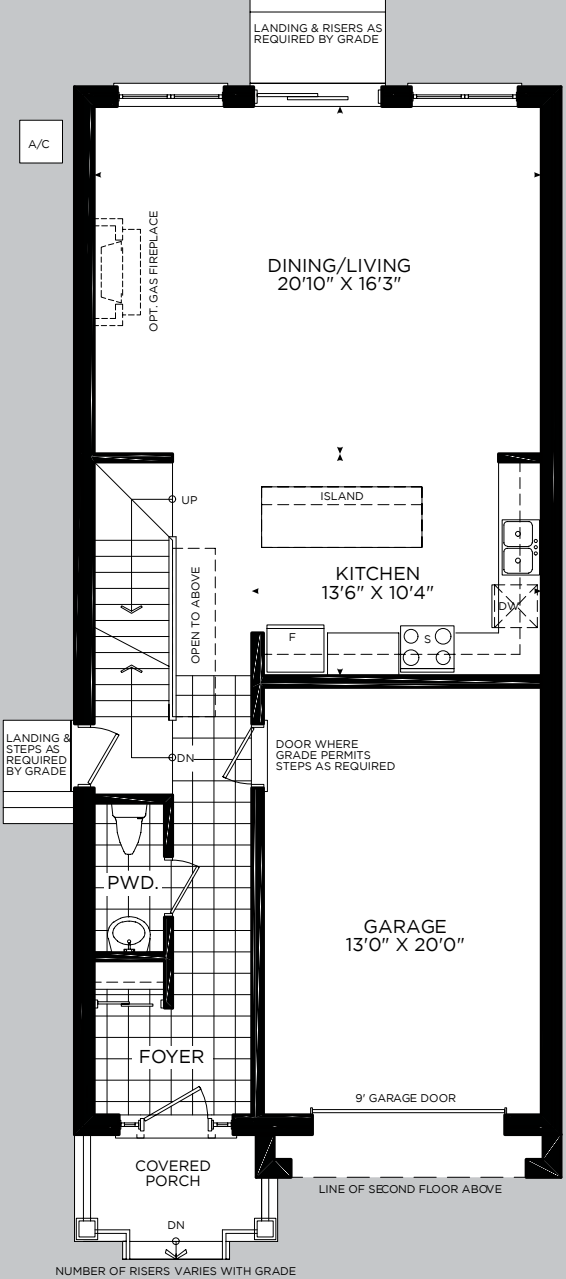 LANDING & RISERS AS
REQUIRED BY GRADE
A/C
OPT. GAS FIREPLACE
DINING/LIVING
20'10" X 16'3"
UP
ISLAND
KITCHEN
13'6" X 10'4"
OPEN TO ABOVE
DW
F
S
LANDING &
STEPS AS
REQUIRED
BY GRADE
DN
DOOR WHERE
GRADE PERMITS
STEPS AS REQUIRED
PWD.
GARAGE
13'0" X 20'0"
FOYER
9' GARAGE DOOR
COVERED
PORCH
LINE OF SECOND FLOOR ABOVE
DN
NUMBER OF RISERS VARIES WITH GRADE